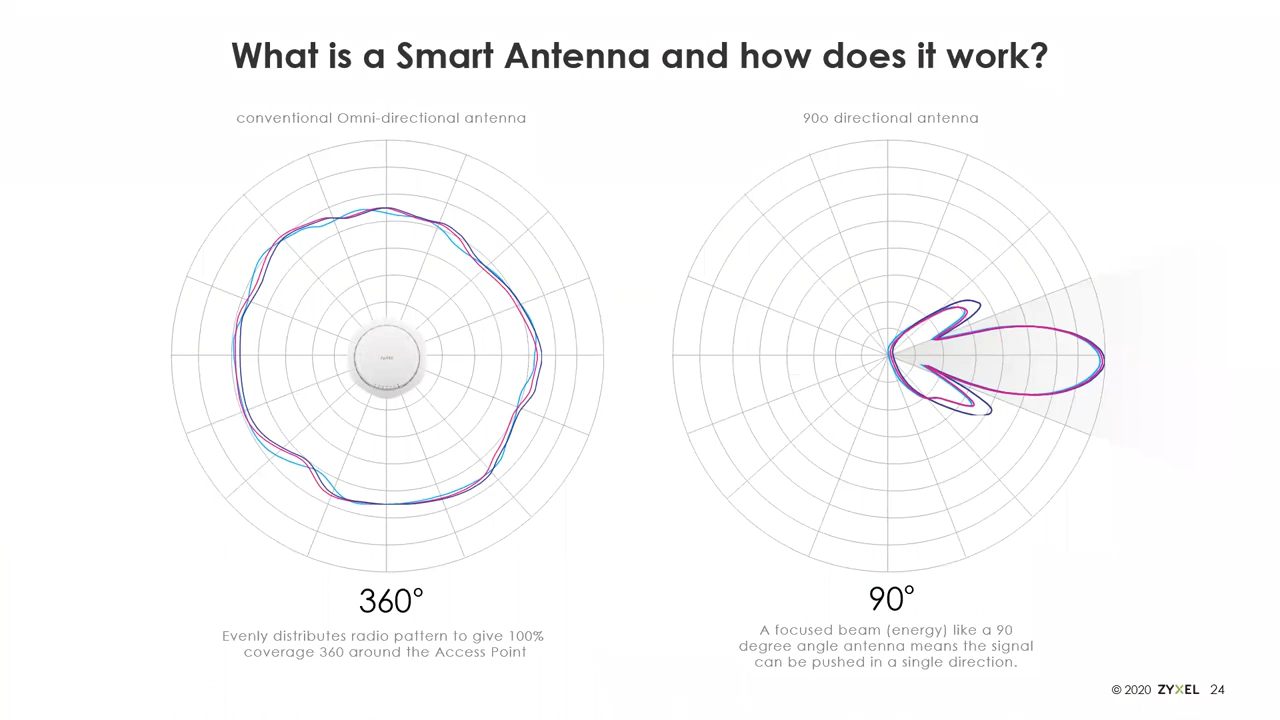 What is a Smart Antenna and how does it work?
conventional Omni-directional antenna
90o directional antenna
ZYXEL
360°
Evenly distributes radio pattern to give 100%
coverage 360 around the Access Point
90°
A focused beam (energy) like a 90
degree angle antenna means the signal
can be pushed in a single direction.
© 2020 ZYXEL 24